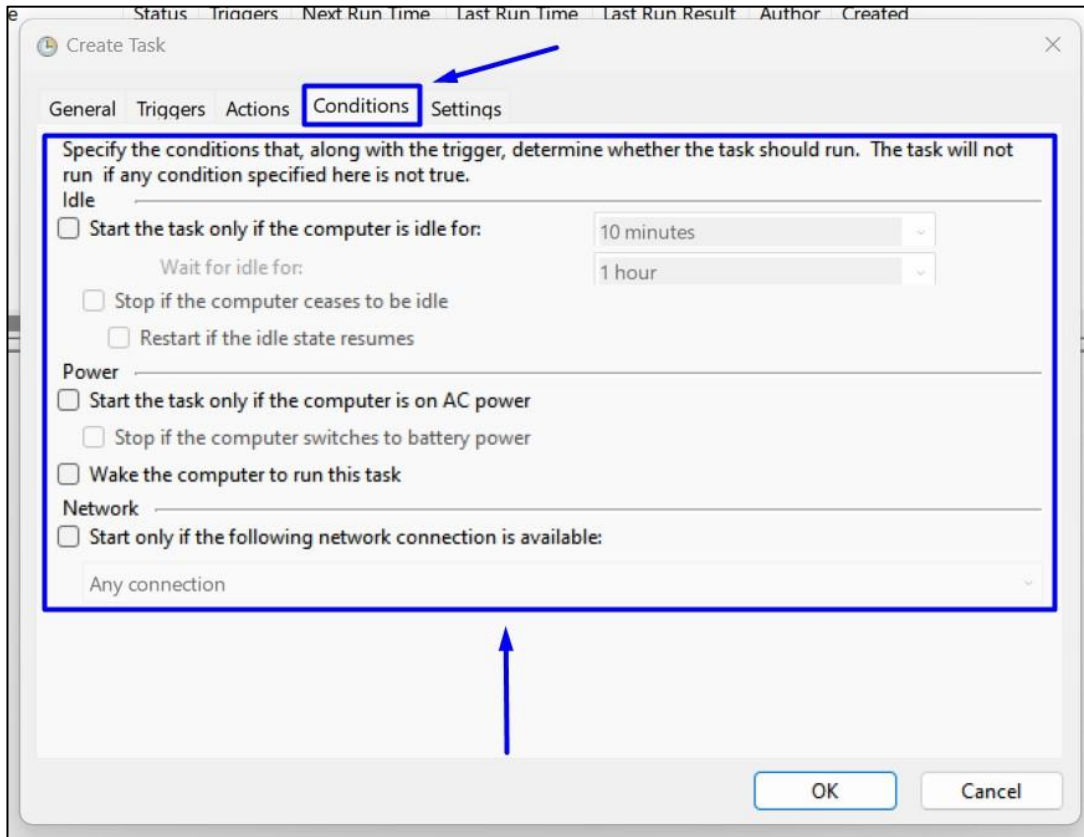 e Status Triggers Next Run Time Last Run Time Last Run Result Author Created
Create Task
General Triggers Actions Conditions Settings
Specify the conditions that, along with the trigger, determine whether the task should run. The task will not
run if any condition specified here is not true.
Idle
Start the task only if the computer is idle for: 10 minutes
Wait for idle for: 1 hour
Stop if the computer ceases to be idle
Restart if the idle state resumes
Power
Start the task only if the computer is on AC power
Stop if the computer switches to battery power
Wake the computer to run this task
Network
Start only if the following network connection is available:
Any connection
OK Cancel